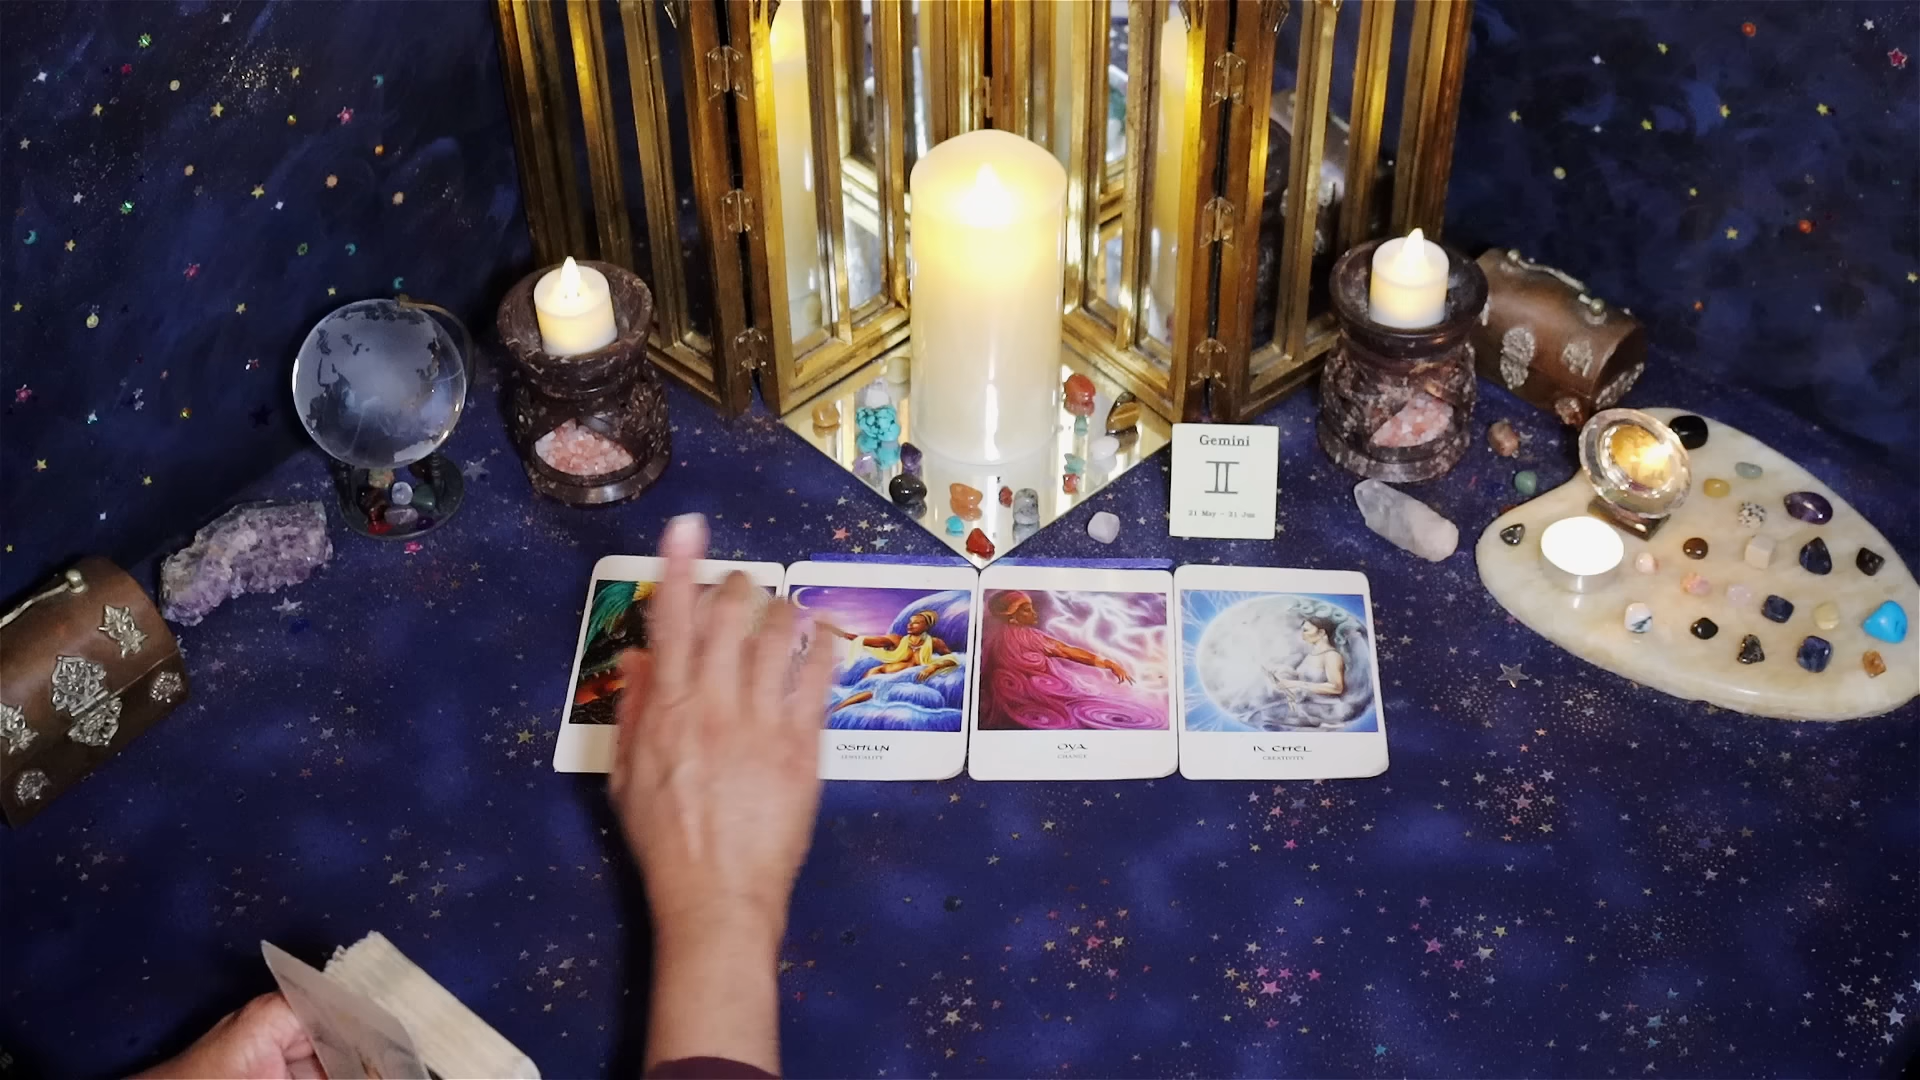 Gemini
21 May - 21 Jun
OSHUN
SENSUALITY
OYA
CHANGE
IX CHEL
CREATIVITY